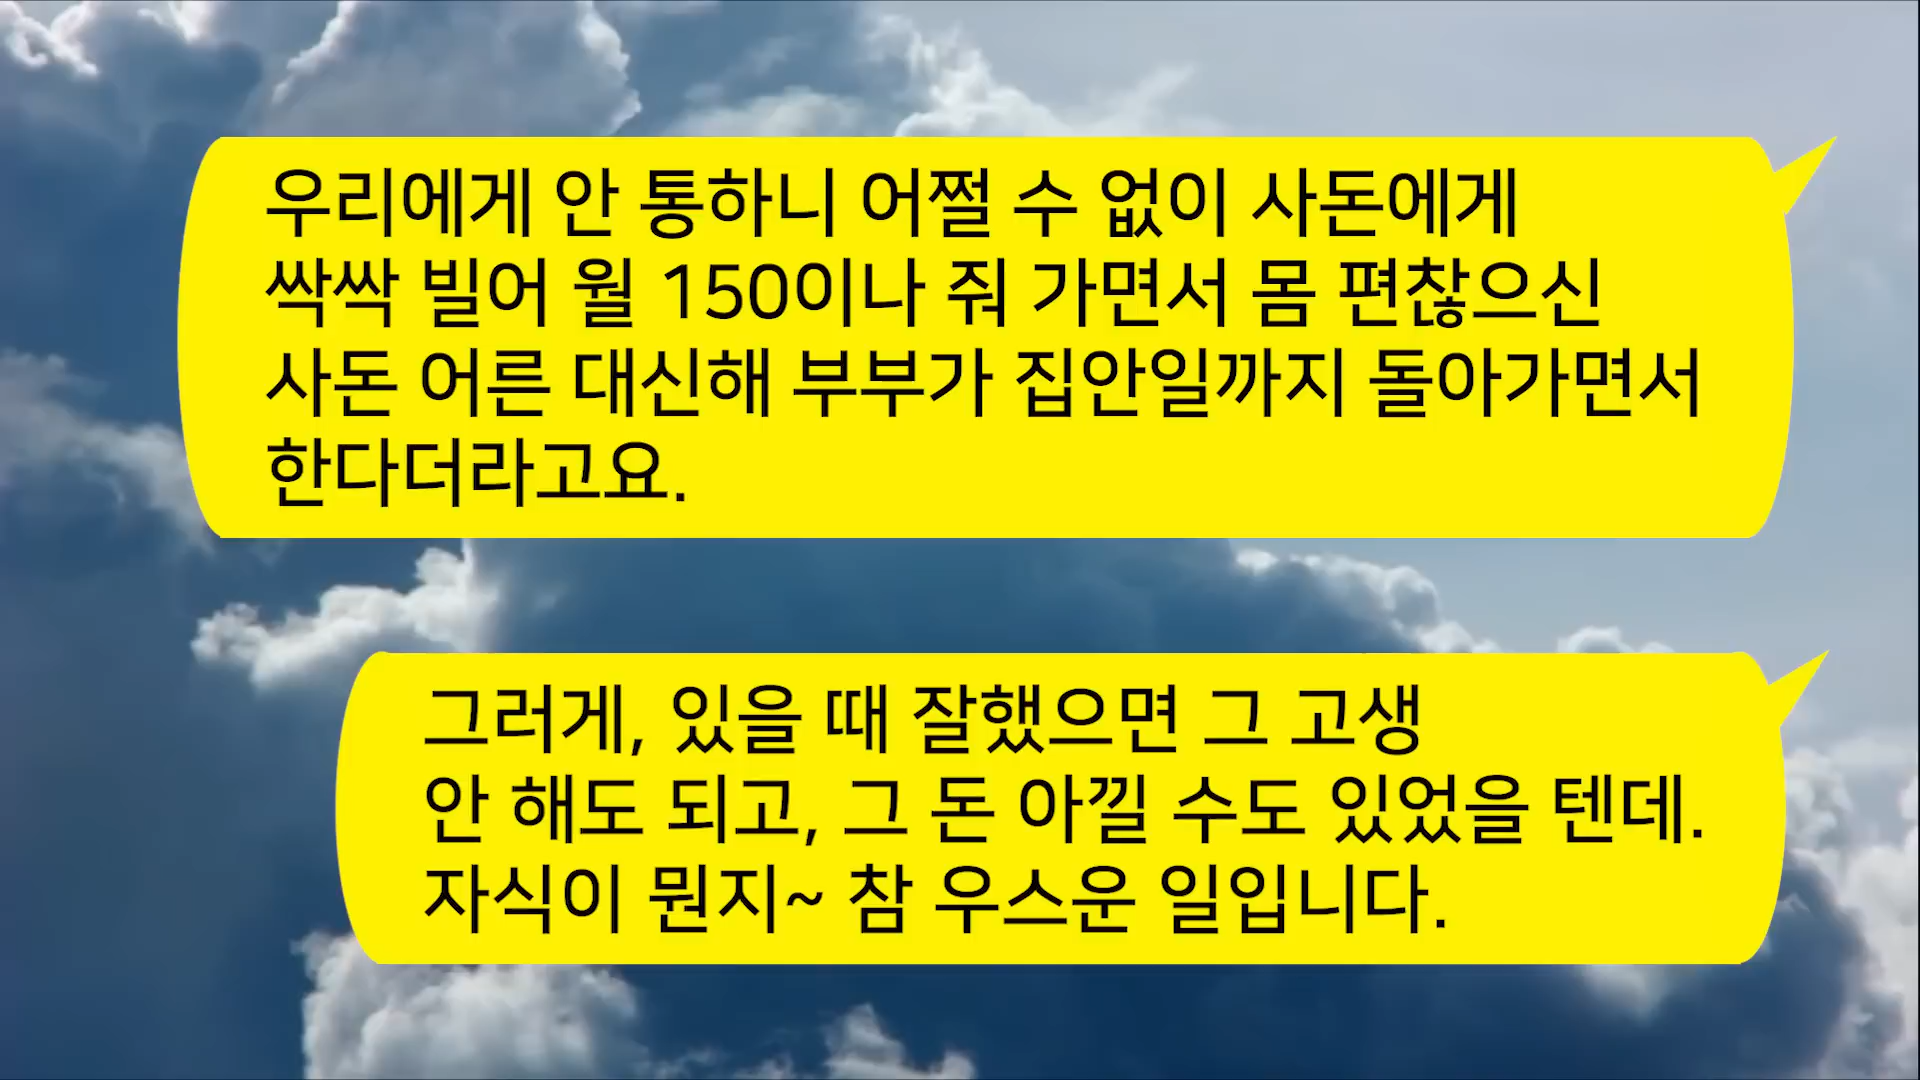 우리에게 안 통하니 어쩔 수 없이 사돈에게
싹싹 빌어 월 150이나 줘 가면서 몸 편찮으신
사돈 어른 대신해 부부가 집안일까지 돌아가면서
한다더라고요.
그러게, 있을 때 잘했으면 그 고생
안 해도 되고, 그 돈 아낄 수도 있었을 텐데.
자식이 뭔지~ 참 우스운 일입니다.